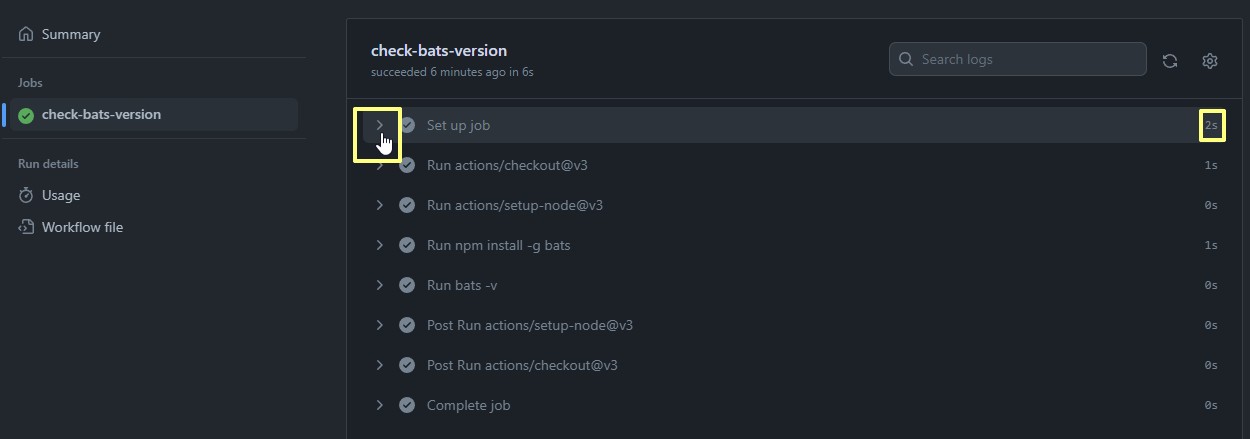 Summary
Jobs
check-bats-version
Run details
Usage
Workflow file
check-bats-version
succeeded 6 minutes ago in 6s
Search logs
Set up job 2s
Run actions/checkout@v3 1s
Run actions/setup-node@v3 0s
Run npm install -g bats 1s
Run bats -v 0s
Post Run actions/setup-node@v3 0s
Post Run actions/checkout@v3 0s
Complete job 0s